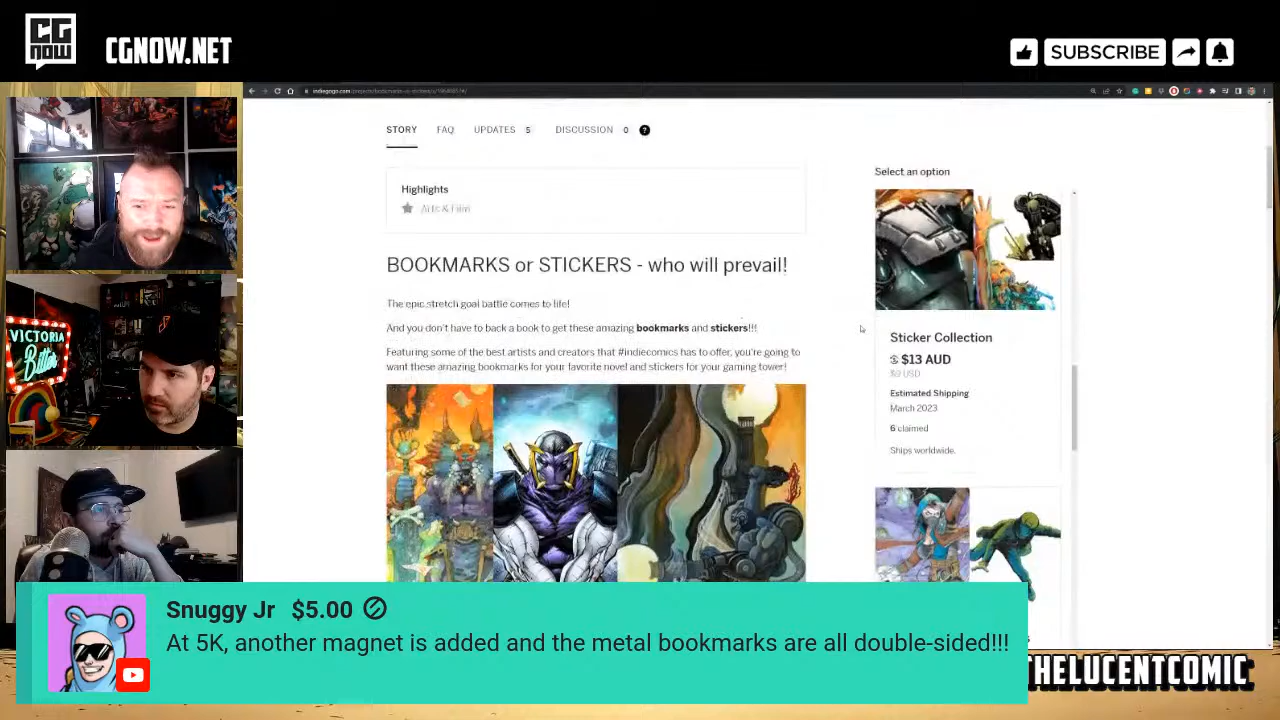 CG
NOW
CGNOW.NET
SUBSCRIBE
STORY FAQ UPDATES 5 DISCUSSION 0 ?
Select an option
Highlights
Arts & Film
BOOKMARKS or STICKERS - who will prevail!
The epic stretch goal battle comes to life!
And you don't have to back a book to get these amazing bookmarks and stickers!!!
Featuring some of the best artists and creators that #indiecomics has to offer, you're going to
want these amazing bookmarks for your favorite novel and stickers for your gaming tower!
Sticker Collection
$13 AUD
$9 USD
Estimated Shipping
March 2023
6 claimed
Ships worldwide.
VICTORIA
Bitter
Snuggy Jr $5.00
At 5K, another magnet is added and the metal bookmarks are all double-sided!!!
THELUCENTCOMIC